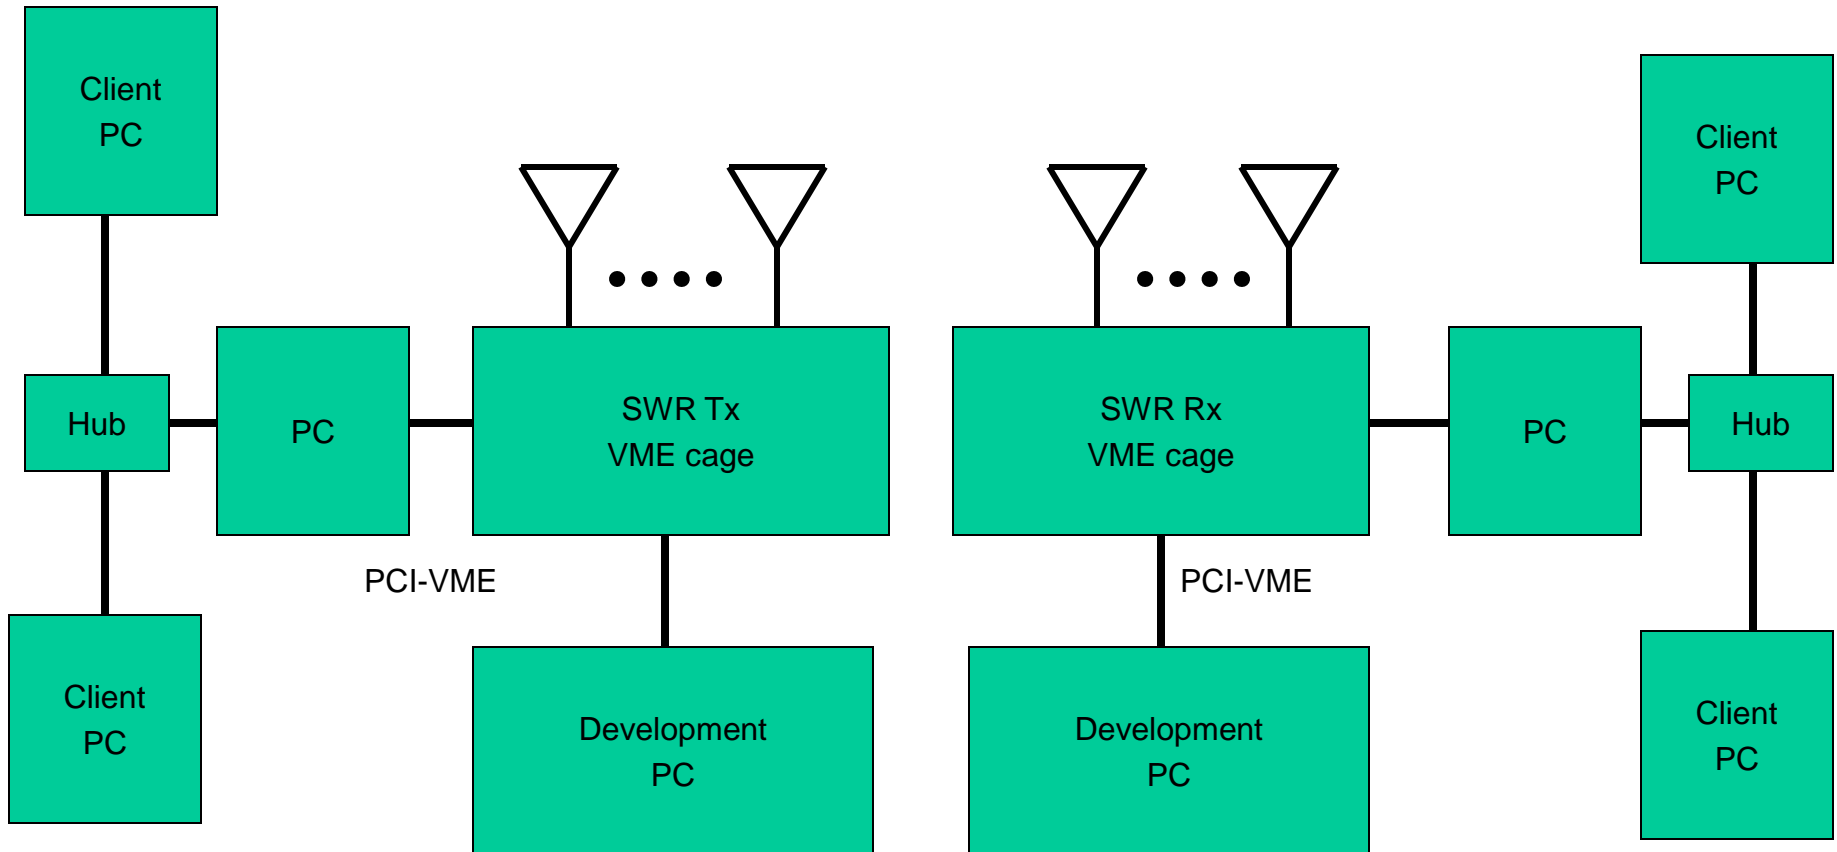 Client
PC
Client
PC
SWR Tx
VME cage
SWR Rx
VME cage
Hub
PC
PC
Hub
PCI-VME
PCI-VME
Client
PC
Development
PC
Development
PC
Client
PC